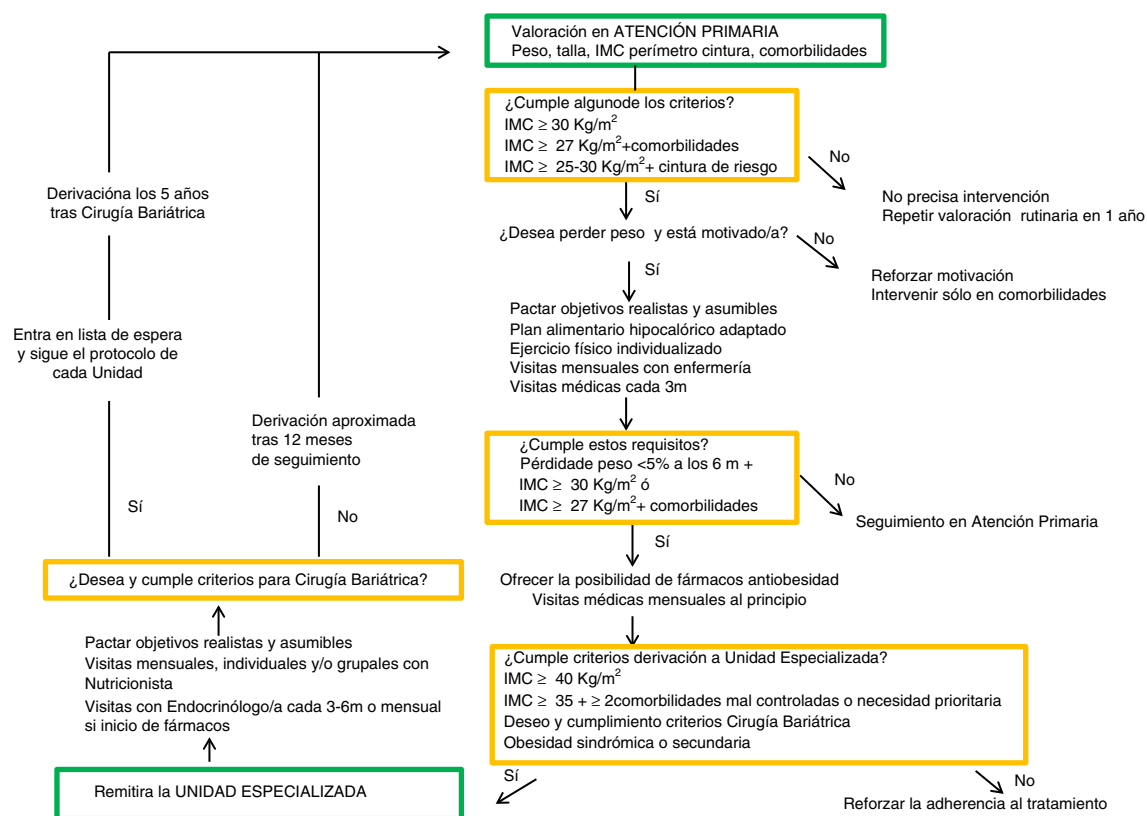 Valoración en ATENCIÓN PRIMARIA
Peso, talla, IMC perímetro cintura, comorbilidades
¿Cumple algunode los criterios?
IMC ≥ 30 Kg/m²
IMC ≥ 27 Kg/m²+comorbilidades
IMC ≥ 25-30 Kg/m²+ cintura de riesgo
No
No precisa intervención
Repetir valoración rutinaria en 1 año
Sí
¿Desea perder peso y está motivado/a?
No
Reforzar motivación
Intervenir sólo en comorbilidades
Sí
Pactar objetivos realistas y asumibles
Plan alimentario hipocalórico adaptado
Ejercicio físico individualizado
Visitas mensuales con enfermería
Visitas médicas cada 3m
¿Cumple estos requisitos?
Pérdidade peso <5% a los 6 m +
IMC ≥ 30 Kg/m² ó
IMC ≥ 27 Kg/m²+ comorbilidades
No
Seguimiento en Atención Primaria
Sí
Ofrecer la posibilidad de fármacos antiobesidad
Visitas médicas mensuales al principio
¿Cumple criterios derivación a Unidad Especializada?
IMC ≥ 40 Kg/m²
IMC ≥ 35 + ≥ 2comorbilidades mal controladas o necesidad prioritaria
Deseo y cumplimiento criterios Cirugía Bariátrica
Obesidad sindrómica o secundaria
No
Reforzar la adherencia al tratamiento
Sí
Remitira la UNIDAD ESPECIALIZADA
Pactar objetivos realistas y asumibles
Visitas mensuales, individuales y/o grupales con
Nutricionista
Visitas con Endocrinólogo/a cada 3-6m o mensual
si inicio de fármacos
¿Desea y cumple criterios para Cirugía Bariátrica?
Sí
Entra en lista de espera
y sigue el protocolo de
cada Unidad
Derivacióna los 5 años
tras Cirugía Bariátrica
No
Derivación aproximada
tras 12 meses
de seguimiento